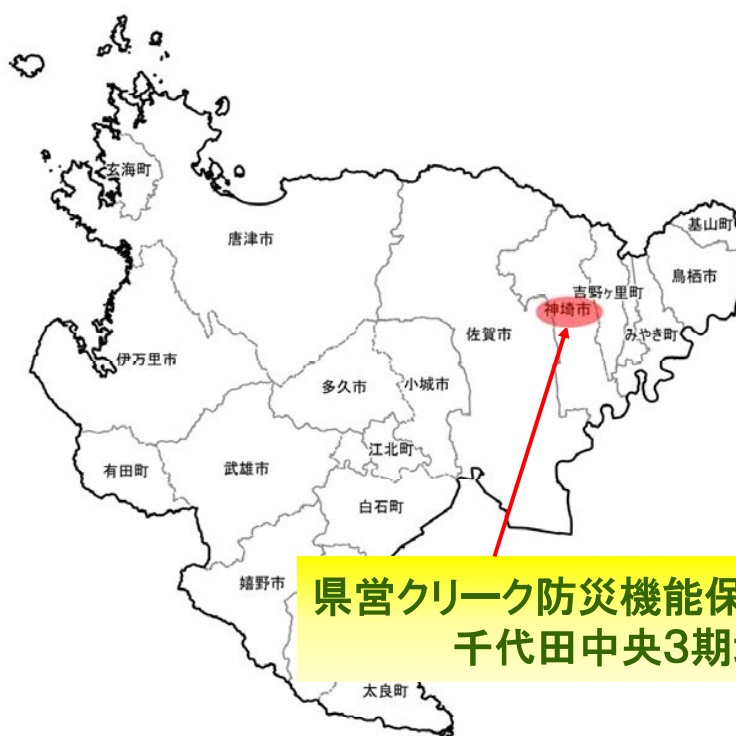 玄海町
唐津市
基山町
鳥栖市
吉野ヶ里町
神埼市
みやき町
佐賀市
伊万里市
多久市
小城市
江北町
有田町
武雄市
白石町
嬉野市
県営クリーク防災機能保
千代田中央3期
太良町